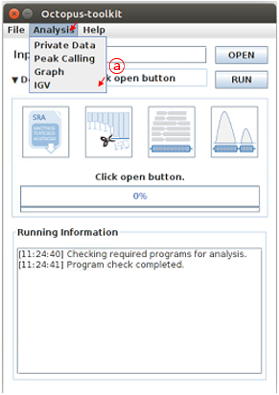 Octopus-toolkit
File Analysis Help
Private Data
Peak Calling
Graph
IGV
a
Inp
OPEN
▼D
ck open button
RUN
SRA
Click open button.
0%
Running Information
[11:24:40] Checking required programs for analysis.
[11:24:41] Program check completed.